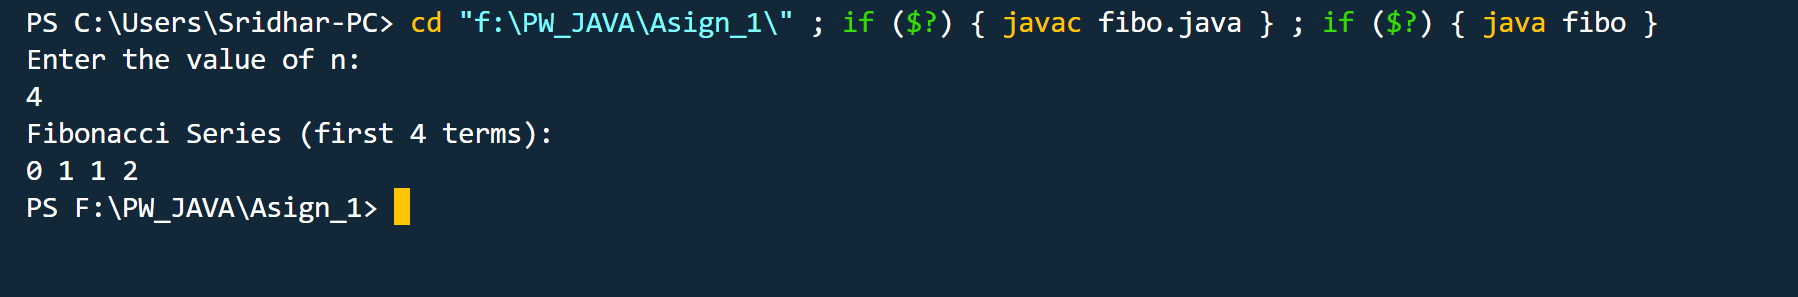 PS C:\Users\Sridhar-PC> cd "f:\PW_JAVA\Asign_1\" ; if ($?) { javac fibo.java } ; if ($?) { java fibo }
Enter the value of n:
4
Fibonacci Series (first 4 terms):
0 1 1 2
PS F:\PW_JAVA\Asign_1>